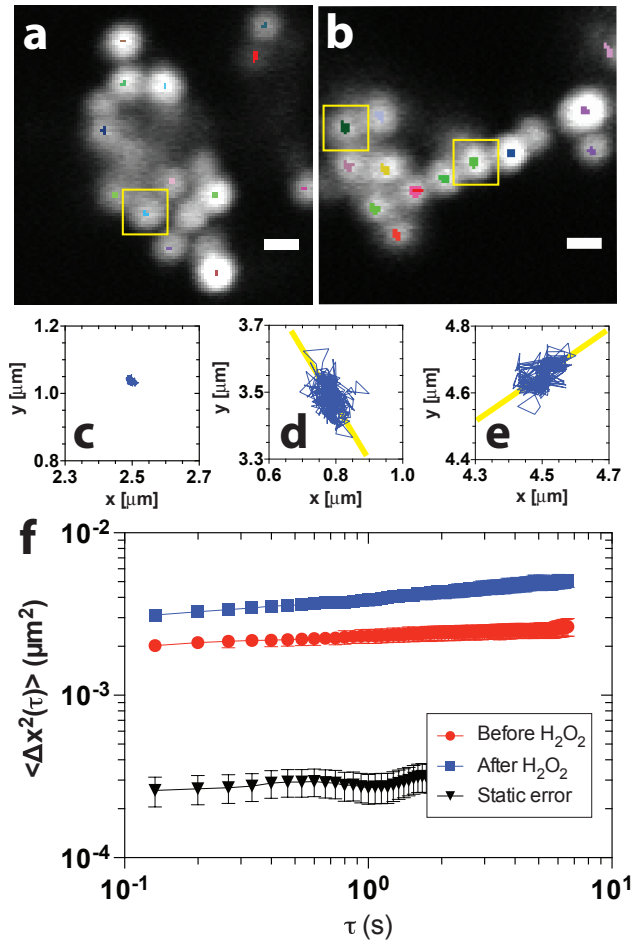 a
b
1.2
1.0
0.8
y [μm]
c
2.3
2.5
2.7
x [μm]
3.7
3.5
3.3
y [μm]
d
0.6
0.8
1.0
x [μm]
4.8
4.6
4.4
y [μm]
e
4.3
4.5
4.7
x [μm]
f
10⁻²
10⁻³
10⁻⁴
<Δx²(τ)> (μm²)
Before H₂O₂
After H₂O₂
Static error
10⁻¹
10⁰
10¹
τ (s)